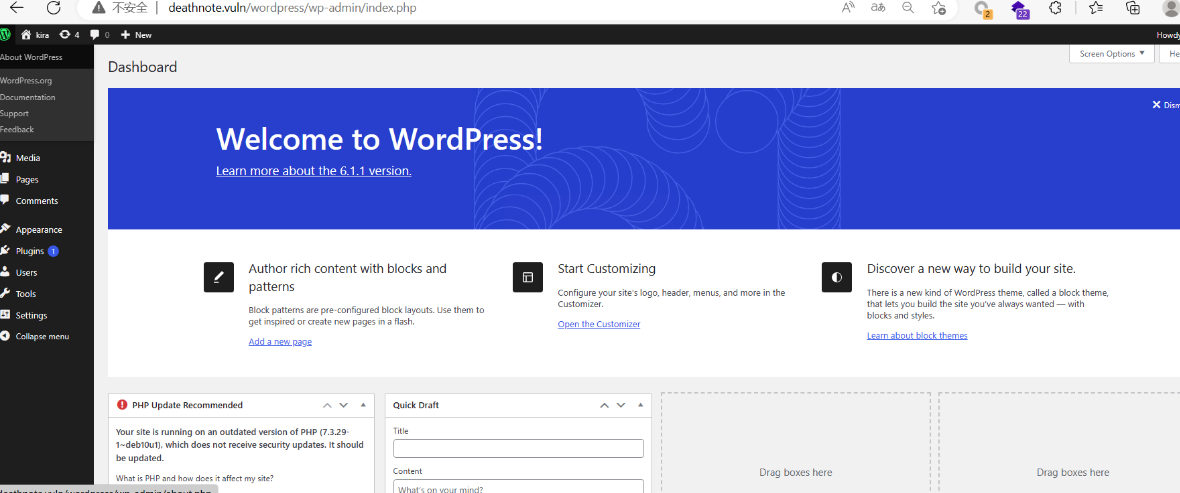 不安全 | deathnote.vuln/wordpress/wp-admin/index.php
2
22
kira 4 0 New
Howdy
About WordPress
WordPress.org
Documentation
Support
Feedback
Media
Pages
Comments
Appearance
Plugins 1
Users
Tools
Settings
Collapse menu
Screen Options
He
Dashboard
Dism
Welcome to WordPress!
Learn more about the 6.1.1 version.
Author rich content with blocks and
patterns
Block patterns are pre-configured block layouts. Use them to
get inspired or create new pages in a flash.
Add a new page
Start Customizing
Configure your site's logo, header, menus, and more in the
Customizer.
Open the Customizer
Discover a new way to build your site.
There is a new kind of WordPress theme, called a block theme,
that lets you build the site you've always wanted — with
blocks and styles.
Learn about block themes
PHP Update Recommended
Your site is running on an outdated version of PHP (7.3.29-
1~deb10u1), which does not receive security updates. It should
be updated.
What is PHP and how does it affect my site?
Quick Draft
Title
Content
What's on your mind?
Drag boxes here
Drag boxes here
deathnote.vuln/wordpress/wp-admin/about.php